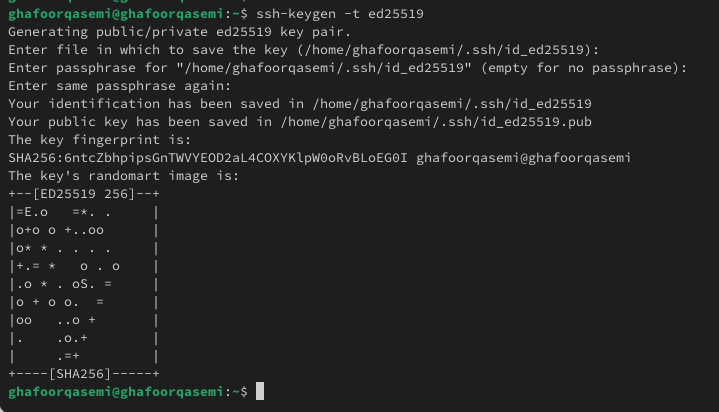 ghafoorqasemi@ghafoorqasemi:~$ ssh-keygen -t ed25519
Generating public/private ed25519 key pair.
Enter file in which to save the key (/home/ghafoorqasemi/.ssh/id_ed25519):
Enter passphrase for "/home/ghafoorqasemi/.ssh/id_ed25519" (empty for no passphrase):
Enter same passphrase again:
Your identification has been saved in /home/ghafoorqasemi/.ssh/id_ed25519
Your public key has been saved in /home/ghafoorqasemi/.ssh/id_ed25519.pub
The key fingerprint is:
SHA256:6ntcZbhpipsGnTWVYEOD2aL4COXYKlpW0oRvBLoEG0I ghafoorqasemi@ghafoorqasemi
The key's randomart image is:
+--[ED25519 256]--+
|=E.o   =*. .     |
|o+o o +..oo      |
|o* * . . . .     |
|+.= *   o . o    |
|.o * . oS. =     |
|o + o o.  =      |
|oo   ..o +       |
|.    .o.+        |
|     .=+         |
+----[SHA256]-----+
ghafoorqasemi@ghafoorqasemi:~$